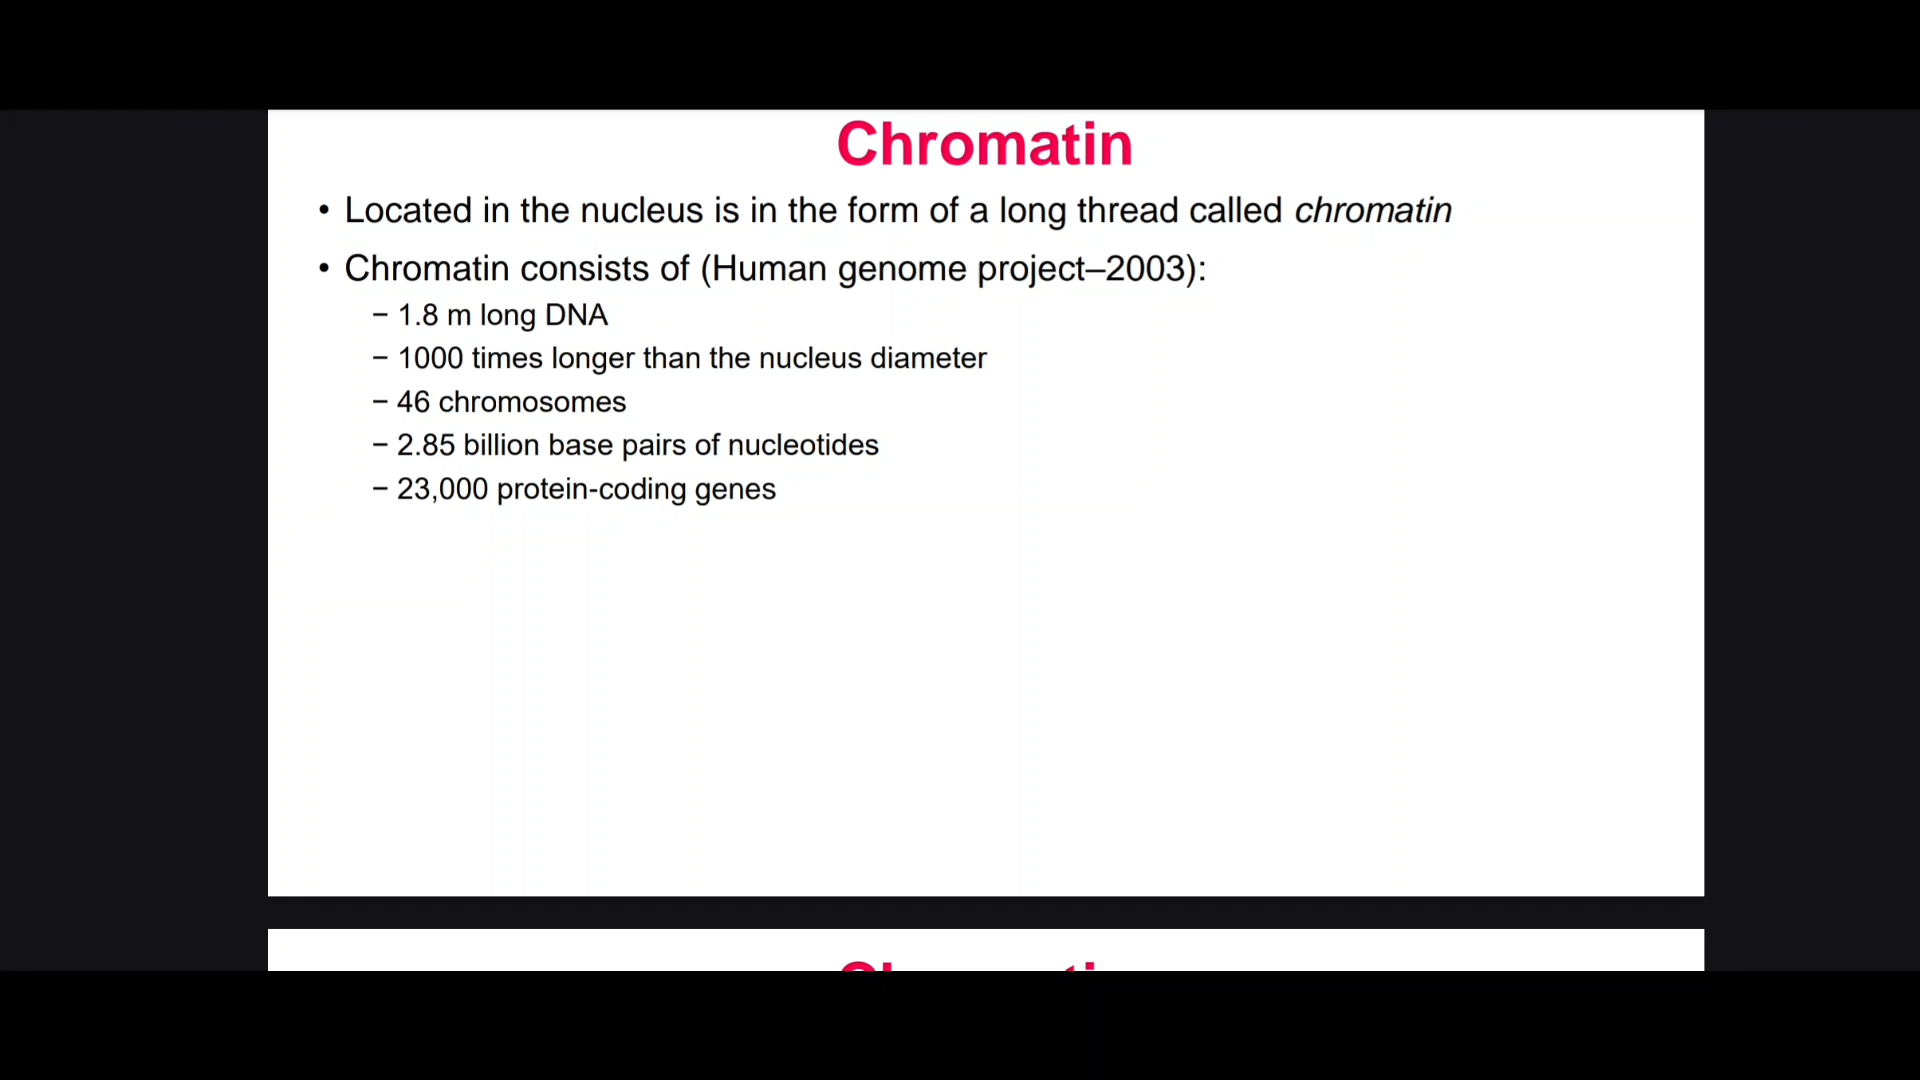 Chromatin
• Located in the nucleus is in the form of a long thread called chromatin
• Chromatin consists of (Human genome project–2003):
− 1.8 m long DNA
− 1000 times longer than the nucleus diameter
− 46 chromosomes
− 2.85 billion base pairs of nucleotides
− 23,000 protein-coding genes